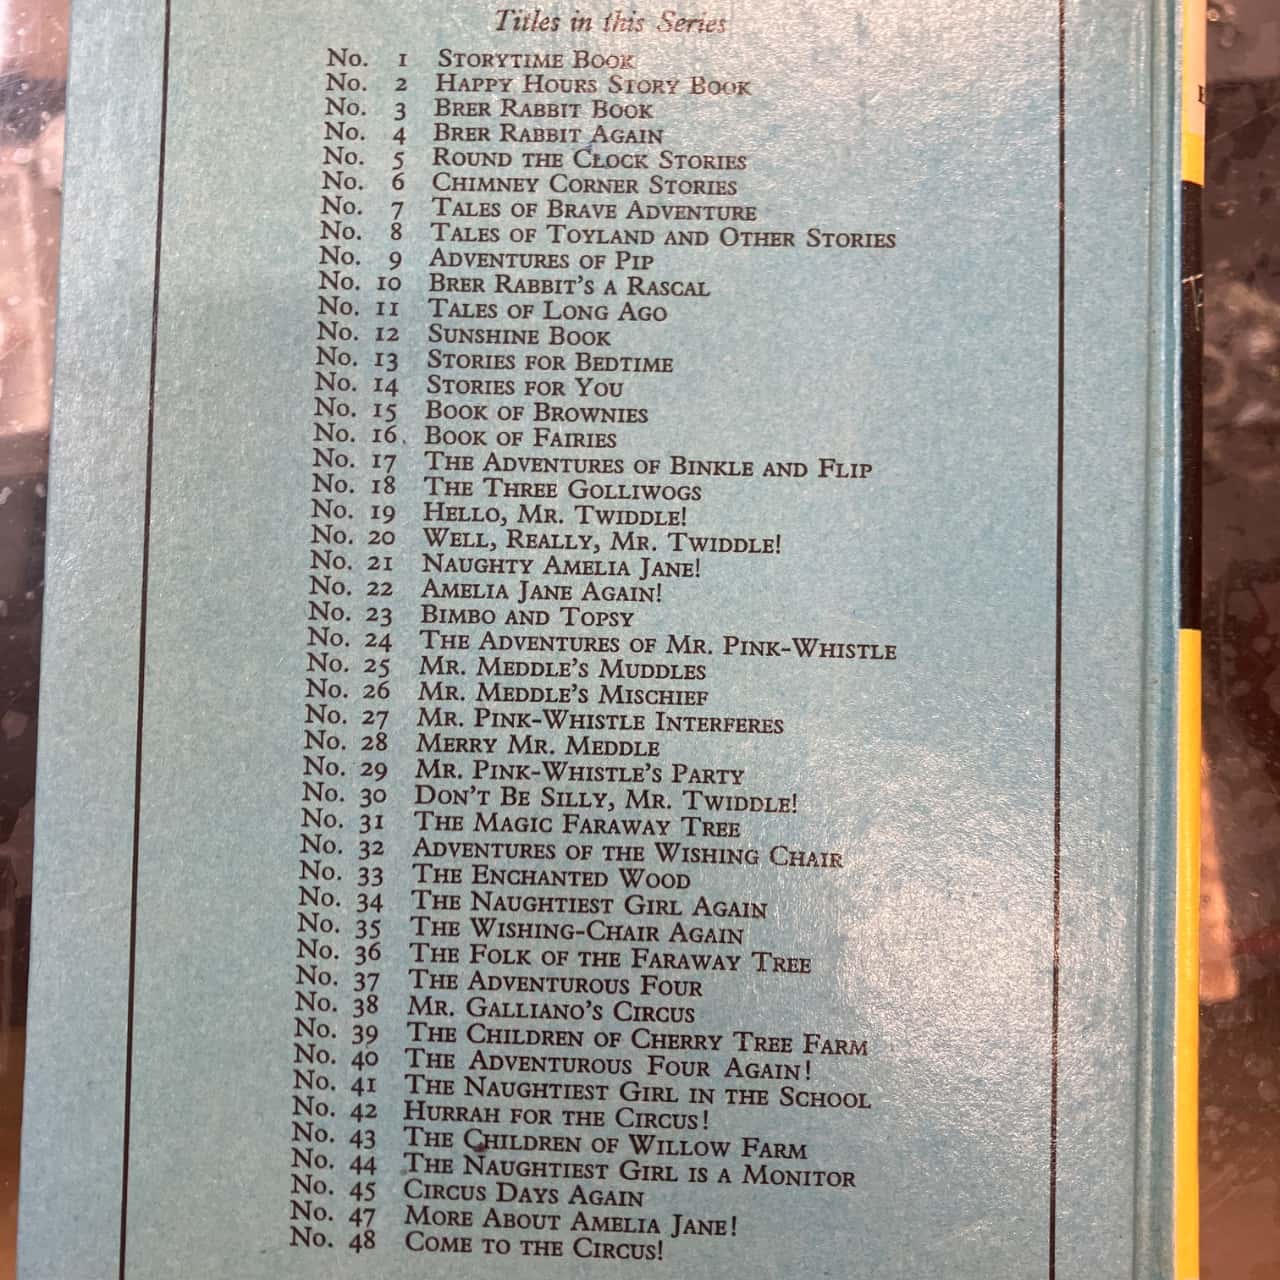 Titles in this Series
No. 1 STORYTIME BOOK
No. 2 HAPPY HOURS STORY BOOK
No. 3 BRER RABBIT BOOK
No. 4 BRER RABBIT AGAIN
No. 5 ROUND THE CLOCK STORIES
No. 6 CHIMNEY CORNER STORIES
No. 7 TALES OF BRAVE ADVENTURE
No. 8 TALES OF TOYLAND AND OTHER STORIES
No. 9 ADVENTURES OF PIP
No. 10 BRER RABBIT'S A RASCAL
No. 11 TALES OF LONG AGO
No. 12 SUNSHINE BOOK
No. 13 STORIES FOR BEDTIME
No. 14 STORIES FOR YOU
No. 15 BOOK OF BROWNIES
No. 16 BOOK OF FAIRIES
No. 17 THE ADVENTURES OF BINKLE AND FLIP
No. 18 THE THREE GOLLIWOGS
No. 19 HELLO, MR. TWIDDLE!
No. 20 WELL, REALLY, MR. TWIDDLE!
No. 21 NAUGHTY AMELIA JANE!
No. 22 AMELIA JANE AGAIN!
No. 23 BIMBO AND TOPSY
No. 24 THE ADVENTURES OF MR. PINK-WHISTLE
No. 25 MR. MEDDLE'S MUDDLES
No. 26 MR. MEDDLE'S MISCHIEF
No. 27 MR. PINK-WHISTLE INTERFERES
No. 28 MERRY MR. MEDDLE
No. 29 MR. PINK-WHISTLE'S PARTY
No. 30 DON'T BE SILLY, MR. TWIDDLE!
No. 31 THE MAGIC FARAWAY TREE
No. 32 ADVENTURES OF THE WISHING CHAIR
No. 33 THE ENCHANTED WOOD
No. 34 THE NAUGHTIEST GIRL AGAIN
No. 35 THE WISHING-CHAIR AGAIN
No. 36 THE FOLK OF THE FARAWAY TREE
No. 37 THE ADVENTUROUS FOUR
No. 38 MR. GALLIANO'S CIRCUS
No. 39 THE CHILDREN OF CHERRY TREE FARM
No. 40 THE ADVENTUROUS FOUR AGAIN!
No. 41 THE NAUGHTIEST GIRL IN THE SCHOOL
No. 42 HURRAH FOR THE CIRCUS!
No. 43 THE CHILDREN OF WILLOW FARM
No. 44 THE NAUGHTIEST GIRL IS A MONITOR
No. 45 CIRCUS DAYS AGAIN
No. 47 MORE ABOUT AMELIA JANE!
No. 48 COME TO THE CIRCUS!